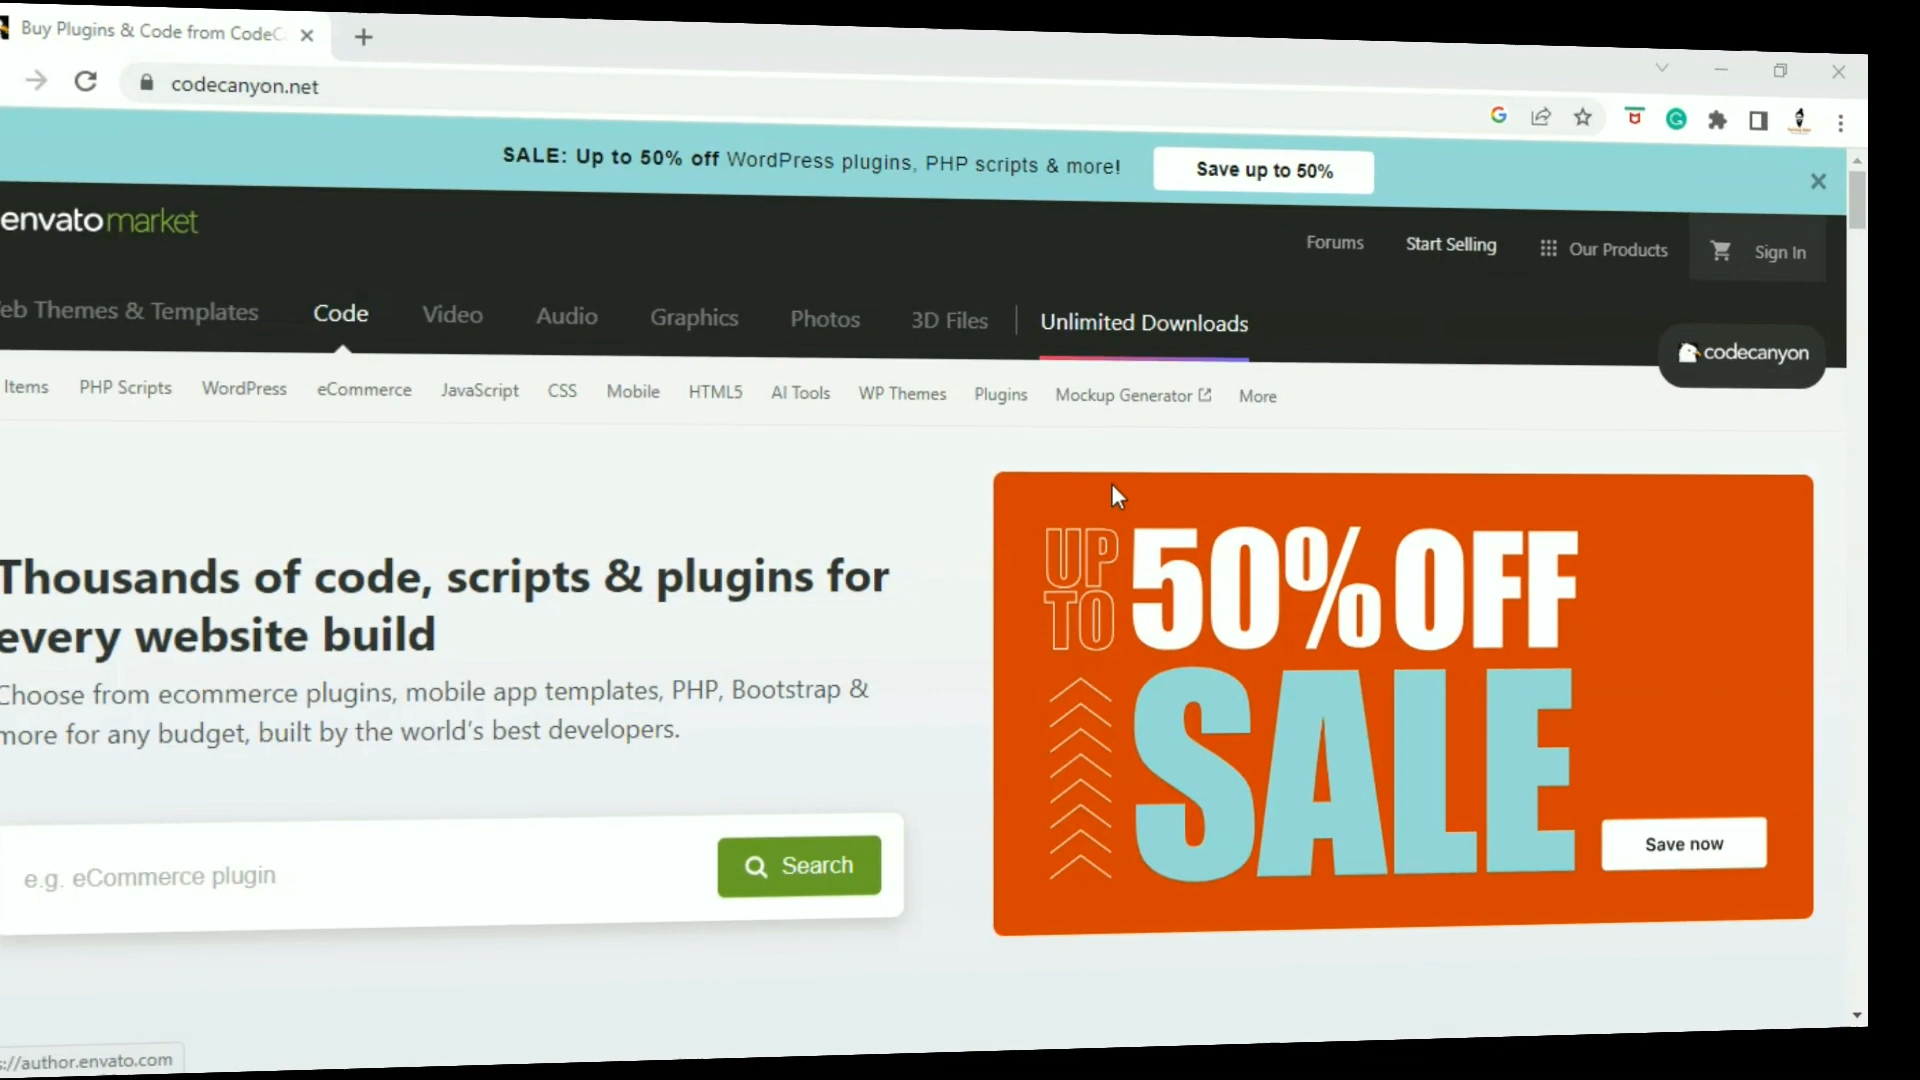 Buy Plugins & Code from CodeC
codecanyon.net
SALE: Up to 50% off WordPress plugins, PHP scripts & more!
Save up to 50%
envatomarket
Forums
Start Selling
Our Products
Sign In
eb Themes & Templates
Code
Video
Audio
Graphics
Photos
3D Files
Unlimited Downloads
codecanyon
Items
PHP Scripts
WordPress
eCommerce
JavaScript
CSS
Mobile
HTML5
AI Tools
WP Themes
Plugins
Mockup Generator
More
Thousands of code, scripts & plugins for
every website build
Choose from ecommerce plugins, mobile app templates, PHP, Bootstrap &
more for any budget, built by the world's best developers.
e.g. eCommerce plugin
Search
UP TO 50% OFF
SALE
Save now
://author.envato.com